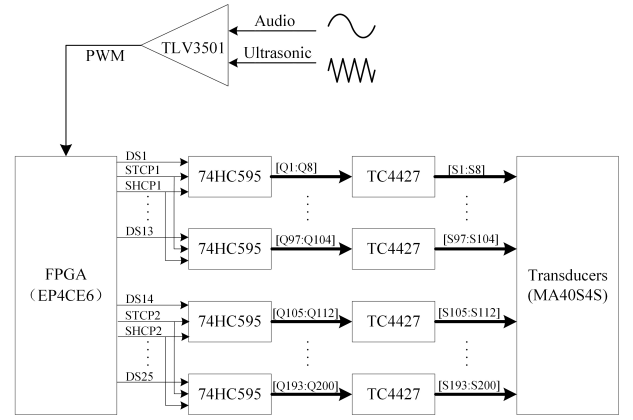 Audio
TLV3501
Ultrasonic
PWM
DS1
STCP1
SHCP1
DS13
74HC595
[Q1:Q8]
TC4427
[S1:S8]
74HC595
[Q97:Q104]
TC4427
[S97:S104]
FPGA
(EP4CE6)
Transducers
(MA40S4S)
DS14
STCP2
SHCP2
DS25
74HC595
[Q105:Q112]
TC4427
[S105:S112]
74HC595
[Q193:Q200]
TC4427
[S193:S200]